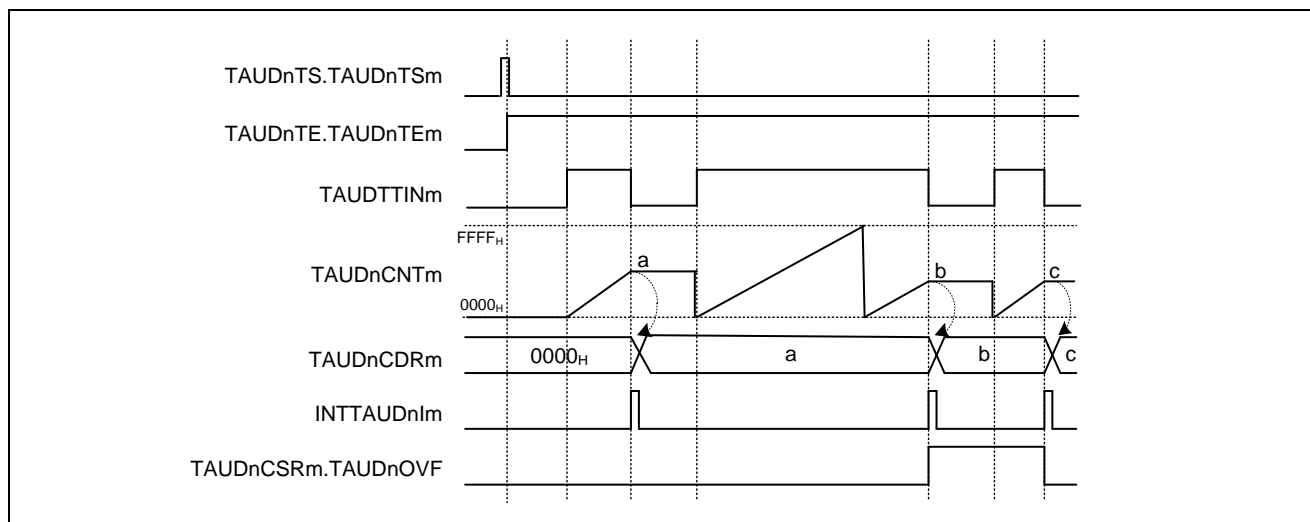 TAUDnTS.TAUDnTSm
TAUDnTE.TAUDnTEm
TAUDTTINm
FFFFH
TAUDnCNTm
a
b
c
0000H
TAUDnCDRm
0000H
a
b
c
INTTAUDnIm
TAUDnCSRm.TAUDnOVF